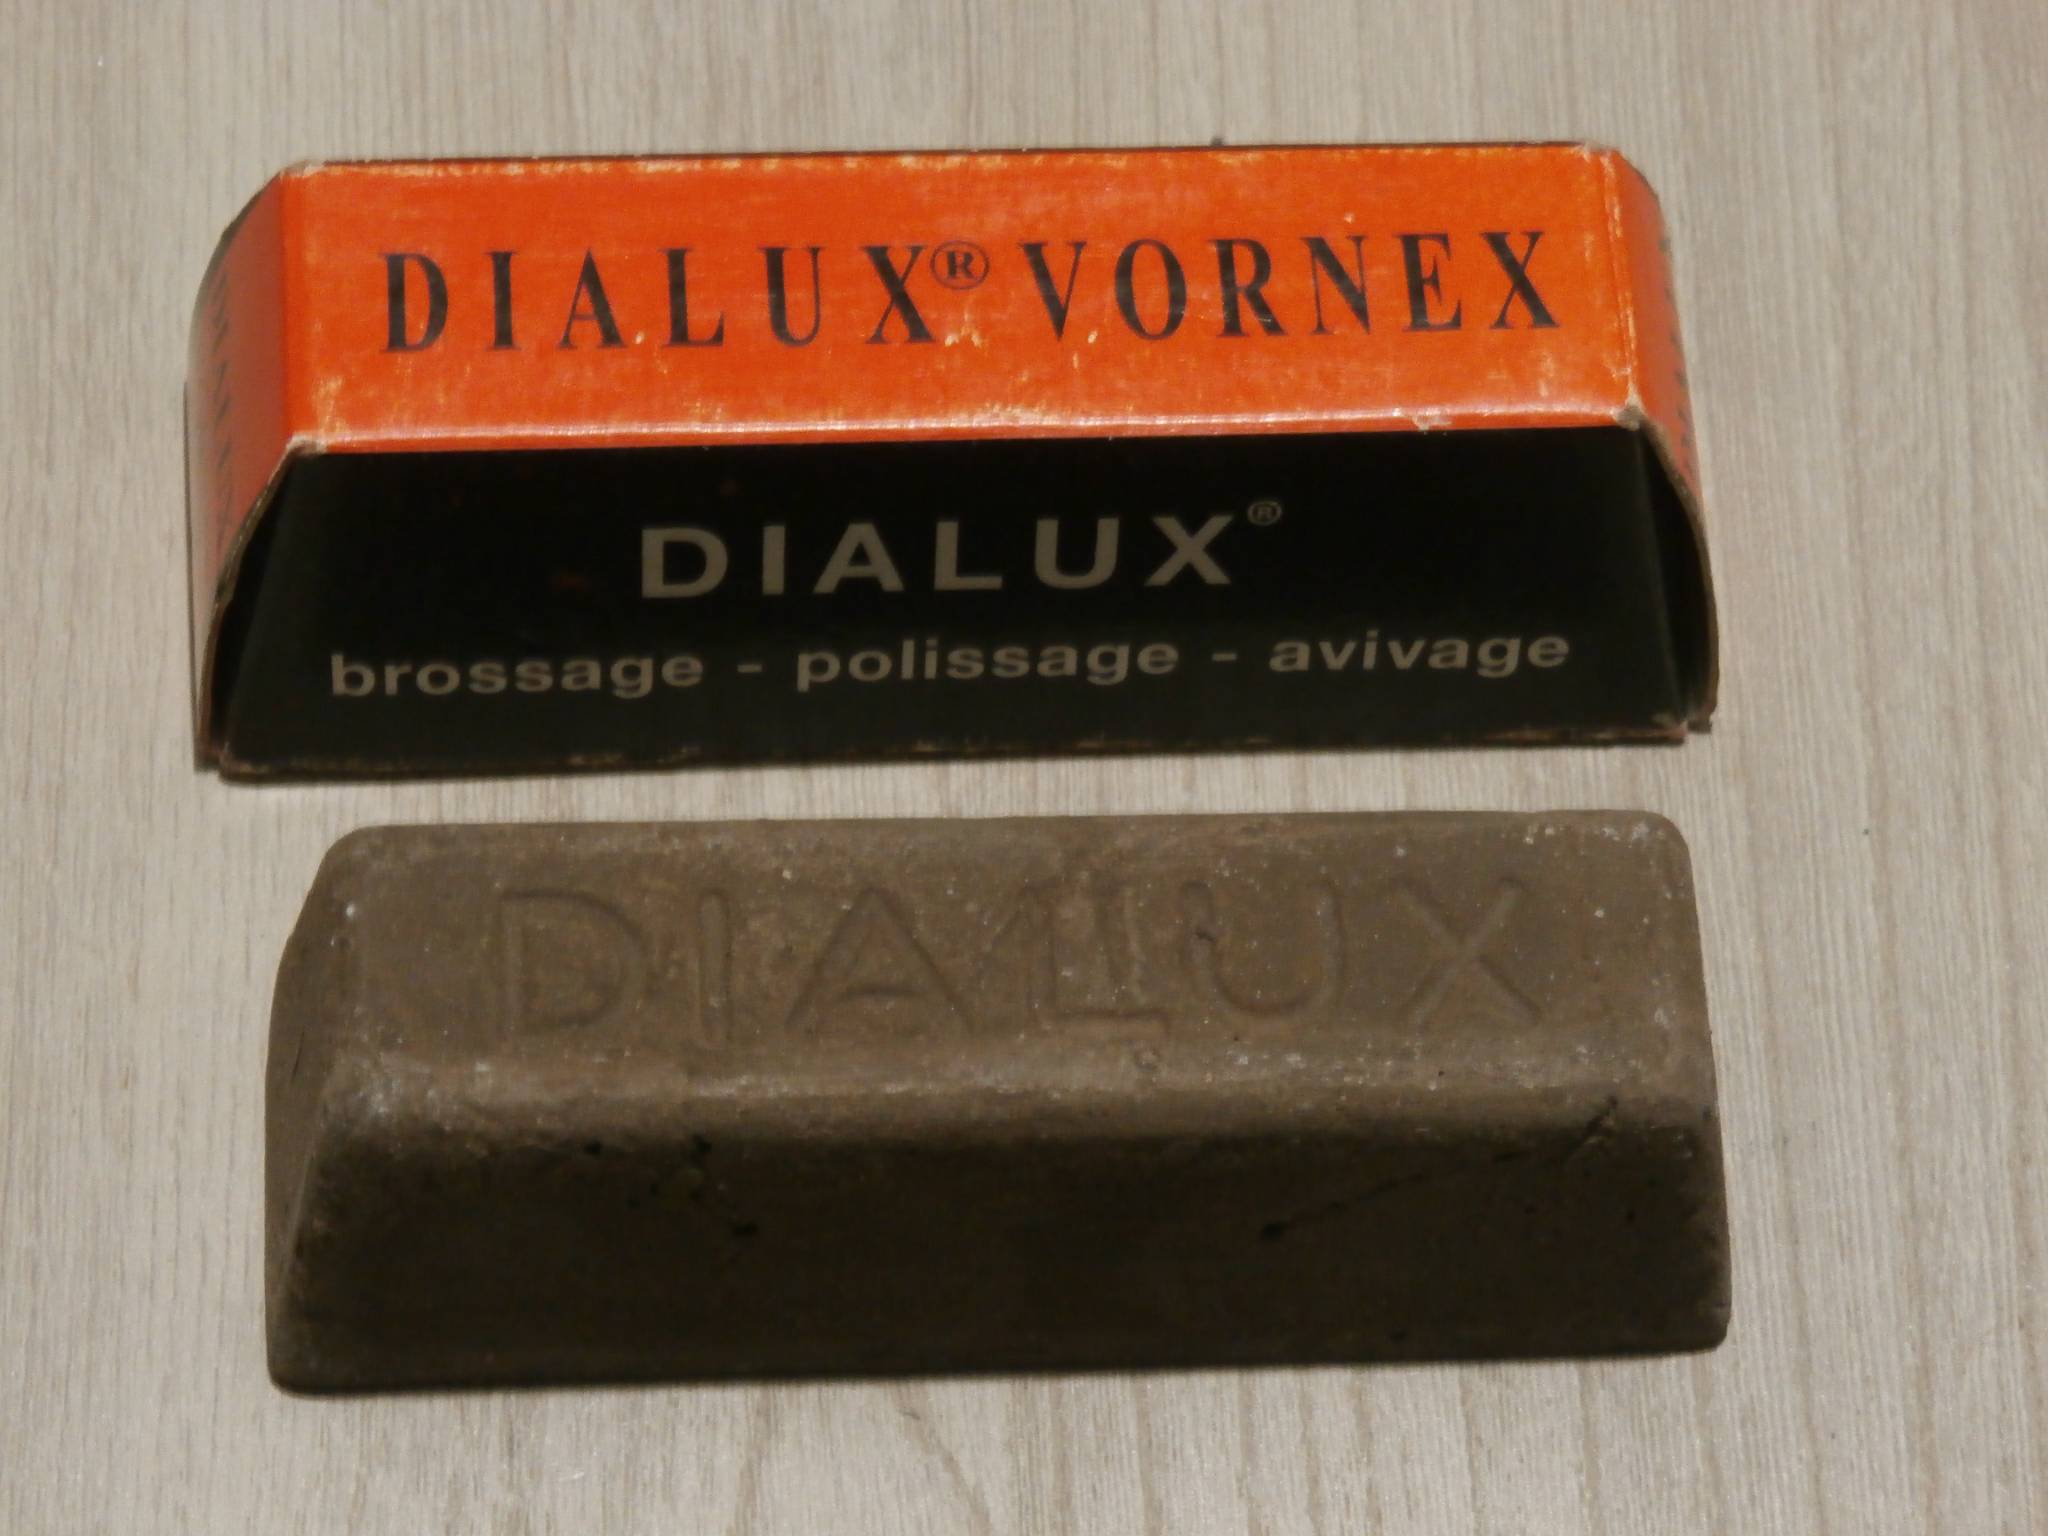 DIALUX® VORNEX
DIALUX®
brossage - polissage - avivage
DIALUX